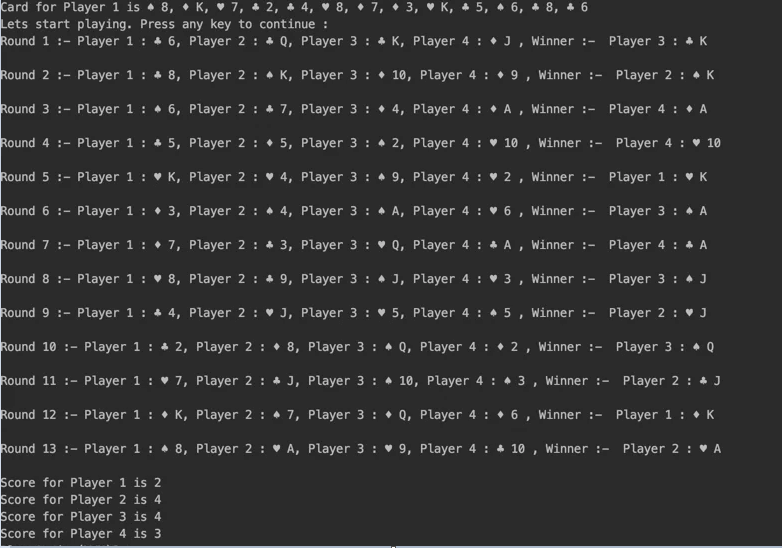 Card for Player 1 is ♠ 8, ♦ K, ♥ 7, ♣ 2, ♣ 4, ♥ 8, ♦ 7, ♦ 3, ♥ K, ♣ 5, ♠ 6, ♣ 8, ♣ 6
Lets start playing. Press any key to continue :
Round 1 :– Player 1 : ♣ 6, Player 2 : ♣ Q, Player 3 : ♣ K, Player 4 : ♦ J , Winner :–  Player 3 : ♣ K
Round 2 :– Player 1 : ♣ 8, Player 2 : ♠ K, Player 3 : ♦ 10, Player 4 : ♦ 9 , Winner :–  Player 2 : ♠ K
Round 3 :– Player 1 : ♠ 6, Player 2 : ♣ 7, Player 3 : ♦ 4, Player 4 : ♦ A , Winner :–  Player 4 : ♦ A
Round 4 :– Player 1 : ♣ 5, Player 2 : ♦ 5, Player 3 : ♠ 2, Player 4 : ♥ 10 , Winner :–  Player 4 : ♥ 10
Round 5 :– Player 1 : ♥ K, Player 2 : ♥ 4, Player 3 : ♠ 9, Player 4 : ♥ 2 , Winner :–  Player 1 : ♥ K
Round 6 :– Player 1 : ♦ 3, Player 2 : ♠ 4, Player 3 : ♠ A, Player 4 : ♥ 6 , Winner :–  Player 3 : ♠ A
Round 7 :– Player 1 : ♦ 7, Player 2 : ♣ 3, Player 3 : ♥ Q, Player 4 : ♣ A , Winner :–  Player 4 : ♣ A
Round 8 :– Player 1 : ♥ 8, Player 2 : ♣ 9, Player 3 : ♠ J, Player 4 : ♥ 3 , Winner :–  Player 3 : ♠ J
Round 9 :– Player 1 : ♣ 4, Player 2 : ♥ J, Player 3 : ♥ 5, Player 4 : ♠ 5 , Winner :–  Player 2 : ♥ J
Round 10 :– Player 1 : ♣ 2, Player 2 : ♦ 8, Player 3 : ♠ Q, Player 4 : ♦ 2 , Winner :–  Player 3 : ♠ Q
Round 11 :– Player 1 : ♥ 7, Player 2 : ♣ J, Player 3 : ♠ 10, Player 4 : ♠ 3 , Winner :–  Player 2 : ♣ J
Round 12 :– Player 1 : ♦ K, Player 2 : ♠ 7, Player 3 : ♦ Q, Player 4 : ♦ 6 , Winner :–  Player 1 : ♦ K
Round 13 :– Player 1 : ♠ 8, Player 2 : ♥ A, Player 3 : ♥ 9, Player 4 : ♣ 10 , Winner :–  Player 2 : ♥ A
Score for Player 1 is 2
Score for Player 2 is 4
Score for Player 3 is 4
Score for Player 4 is 3